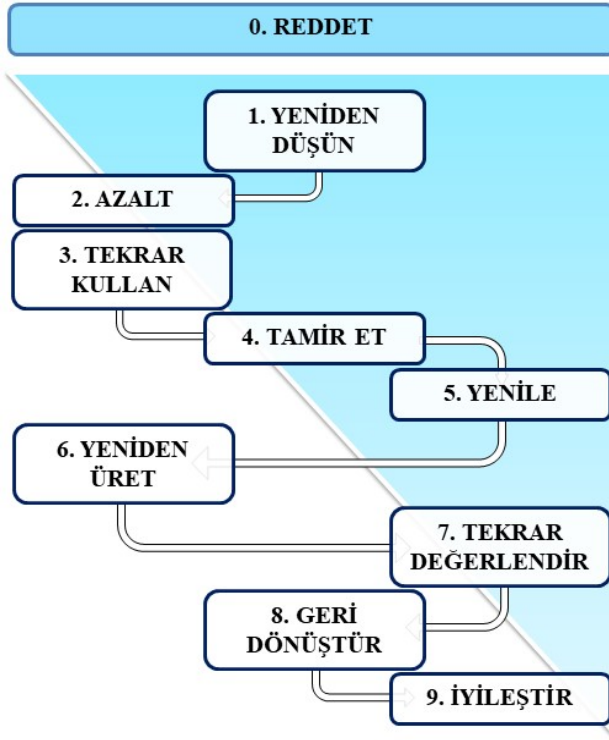 0. REDDET
1. YENİDEN
DÜŞÜN
2. AZALT
3. TEKRAR
KULLAN
4. TAMİR ET
5. YENİLE
6. YENİDEN
ÜRET
7. TEKRAR
DEĞERLENDİR
8. GERİ
DÖNÜŞTÜR
9. İYİLEŞTİR